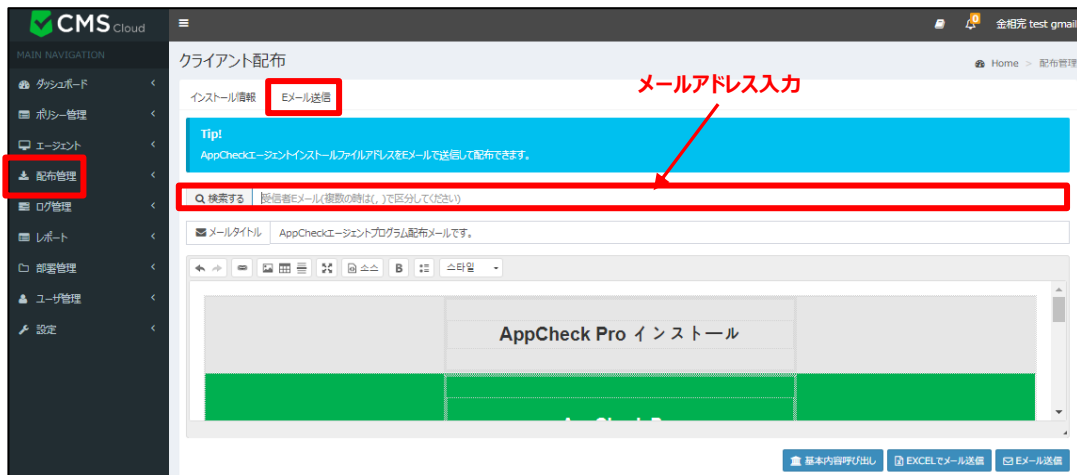 CMS Cloud
金相完 test gmail
MAIN NAVIGATION
ダッシュボード
ポリシー管理
エージェント
配布管理
ログ管理
レポート
部署管理
ユーザ管理
設定
クライアント配布
Home > 配布管理
インストール情報 Eメール送信
メールアドレス入力
Tip!
AppCheckエージェントインストールファイルアドレスをEメールで送信して配布できます。
検索する 受信者Eメール(複数の時は(, )で区分してください)
メールタイトル AppCheckエージェントプログラム配布メールです。
소스 B 스타일
AppCheck Pro インストール
基本内容呼び出し EXCELでメール送信 Eメール送信